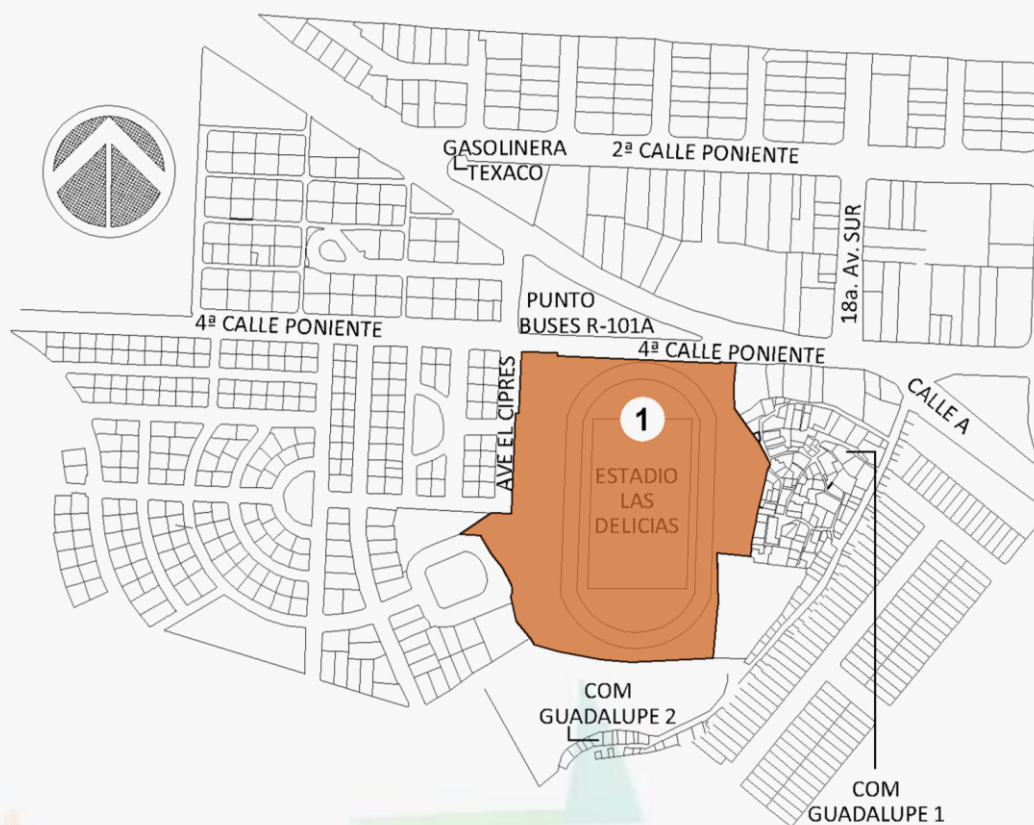 GASOLINERA
TEXACO
2ª CALLE PONIENTE
18a. Av. SUR
PUNTO
BUSES R-101A
4ª CALLE PONIENTE
4ª CALLE PONIENTE
AVE EL CIPRES
CALLE A
1
ESTADIO
LAS
DELICIAS
COM
GUADALUPE 2
COM
GUADALUPE 1